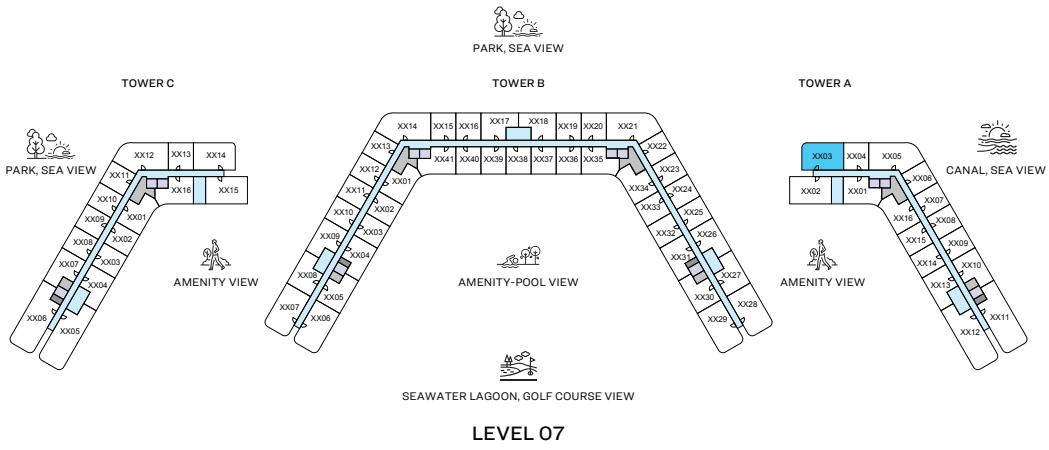 PARK, SEA VIEW
TOWER C
TOWER B
TOWER A
PARK, SEA VIEW
CANAL, SEA VIEW
XX12
XX13
XX14
XX11
XX16
XX15
XX10
XX01
XX09
XX02
XX08
XX03
XX07
XX04
XX06
XX05
AMENITY VIEW
XX14
XX15
XX16
XX17
XX18
XX19
XX20
XX21
XX13
XX41
XX40
XX39
XX38
XX37
XX36
XX35
XX22
XX12
XX01
XX34
XX23
XX11
XX02
XX33
XX24
XX10
XX03
XX32
XX25
XX09
XX04
XX31
XX26
XX08
XX05
XX30
XX27
XX07
XX06
XX29
XX28
AMENITY-POOL VIEW
XX03
XX04
XX05
XX02
XX01
XX06
XX16
XX07
XX15
XX08
XX14
XX09
XX13
XX10
XX12
XX11
AMENITY VIEW
SEAWATER LAGOON, GOLF COURSE VIEW
LEVEL 07